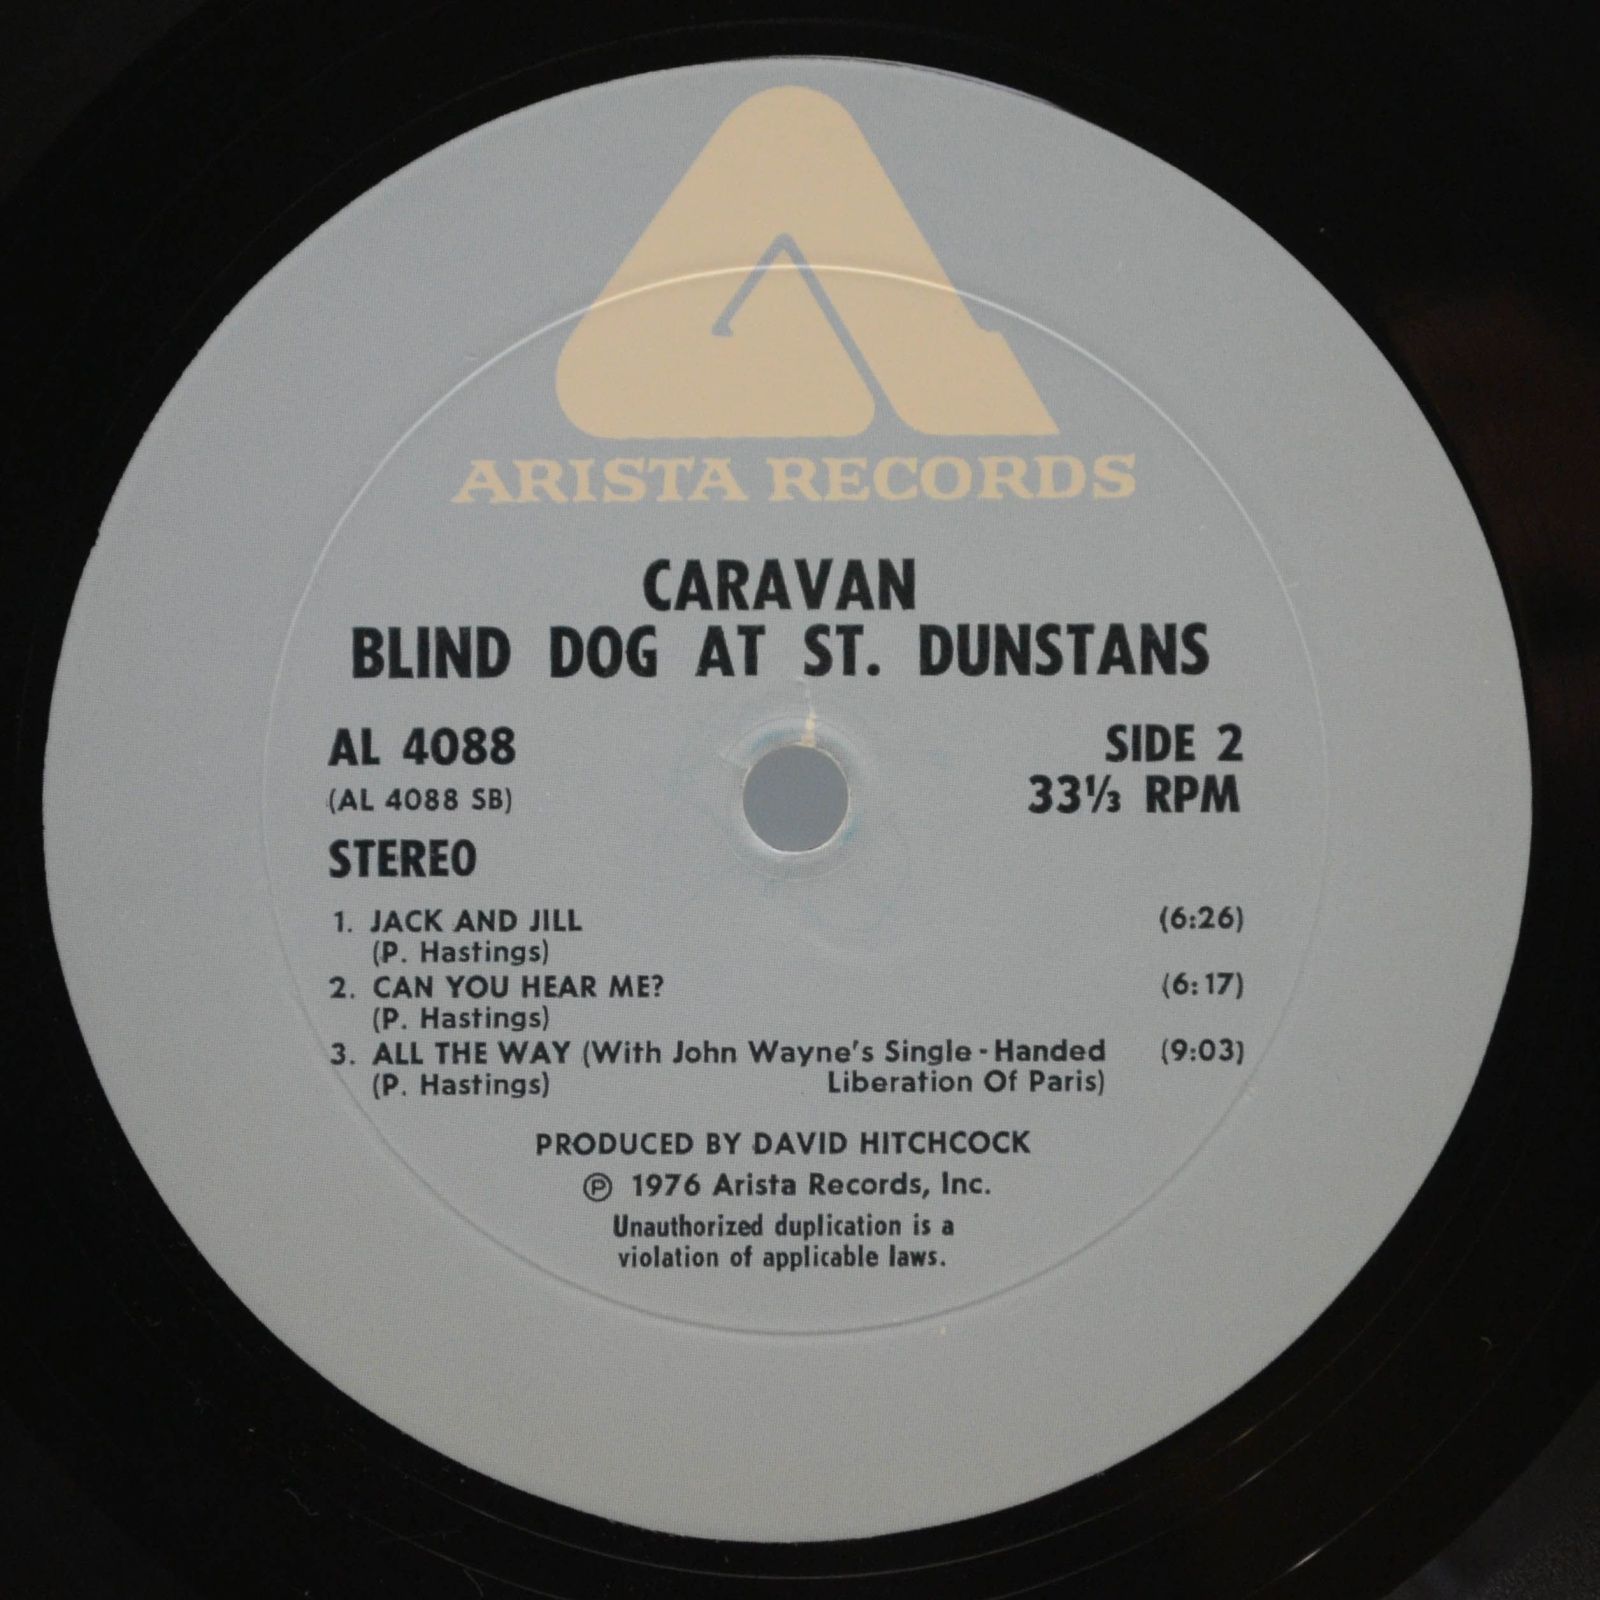 ARISTA RECORDS
CARAVAN
BLIND DOG AT ST. DUNSTANS
AL 4088
(AL 4088 SB)
STEREO
SIDE 2
33⅓ RPM
1. JACK AND JILL (6:26)
(P. Hastings)
2. CAN YOU HEAR ME? (6:17)
(P. Hastings)
3. ALL THE WAY (With John Wayne's Single-Handed (9:03)
(P. Hastings) Liberation Of Paris)
PRODUCED BY DAVID HITCHCOCK
℗ 1976 Arista Records, Inc.
Unauthorized duplication is a
violation of applicable laws.